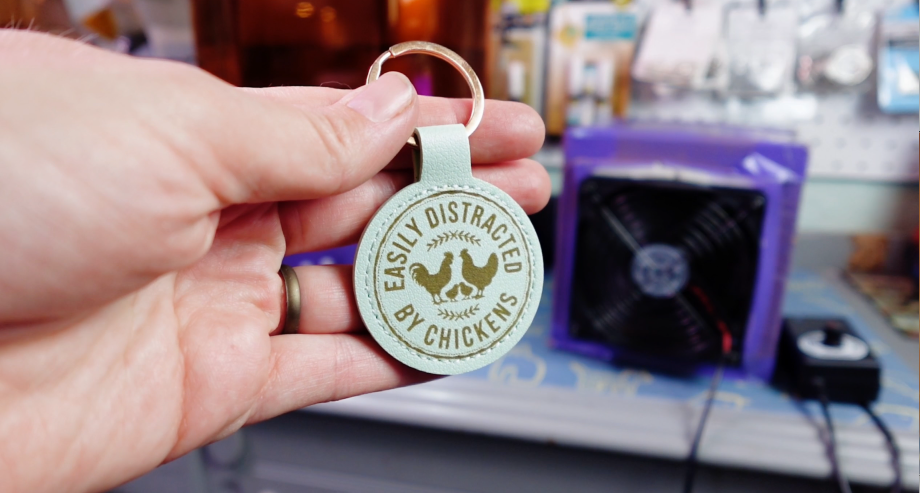 EASILY DISTRACTED
BY CHICKENS